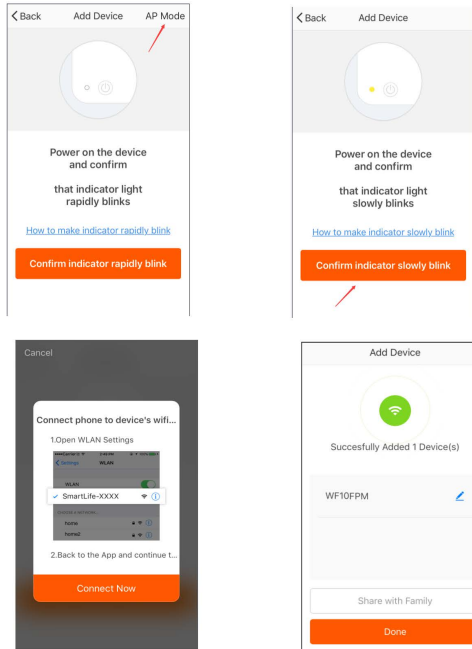 Back Add Device AP Mode
Power on the device
and confirm
that indicator light
rapidly blinks
How to make indicator rapidly blink
Confirm indicator rapidly blink
Back Add Device
Power on the device
and confirm
that indicator light
slowly blinks
How to make indicator slowly blink
Confirm indicator slowly blink
Cancel
Connect phone to device's wifi...
1.Open WLAN Settings
Settings WLAN
WLAN
SmartLife-XXXX
home
home2
2.Back to the App and continue t...
Connect Now
Add Device
Succesfully Added 1 Device(s)
WF10FPM
Share with Family
Done